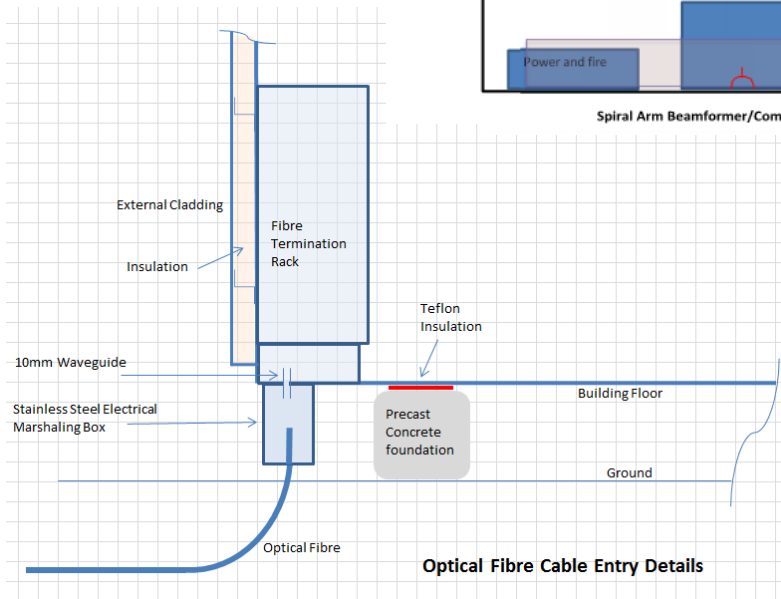 Power and fire
Spiral Arm Beamformer/Com
External Cladding
Fibre
Termination
Rack
Insulation
Teflon
Insulation
10mm Waveguide
Building Floor
Stainless Steel Electrical
Marshaling Box
Precast
Concrete
foundation
Ground
Optical Fibre
Optical Fibre Cable Entry Details